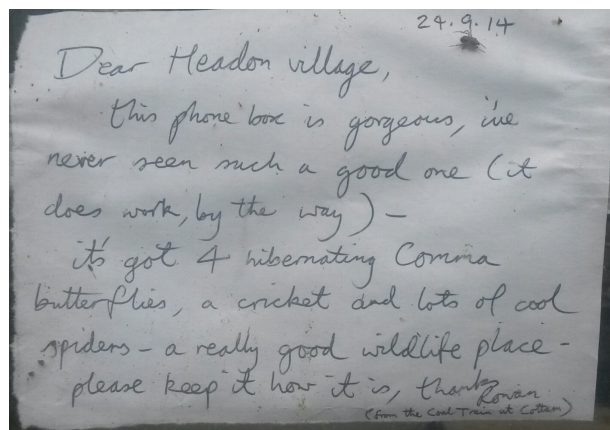 24.9.14
Dear Headon village,
this phone box is gorgeous, ive
never seen such a good one (it
does work, by the way) –
it's got 4 hibernating Comma
butterflies, a cricket and lots of cool
spiders – a really good wildlife place –
please keep it how it is, thanks
Rowan
(from the Coal Train at Cottam)